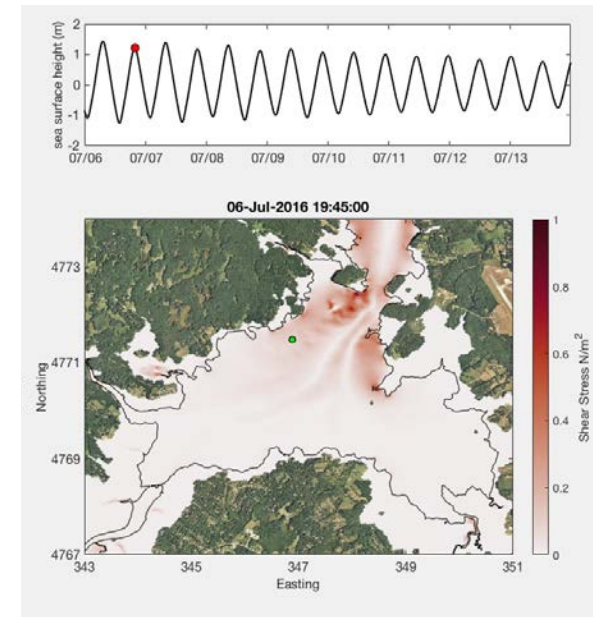 sea surface height (m)
2
1
0
-1
-2
07/06 07/07 07/08 07/09 07/10 07/11 07/12 07/13
06-Jul-2016 19:45:00
Northing
4773
4771
4769
4767
343 345 347 349 351
Easting
1
0.8
0.6
0.4
0.2
0
Shear Stress N/m²